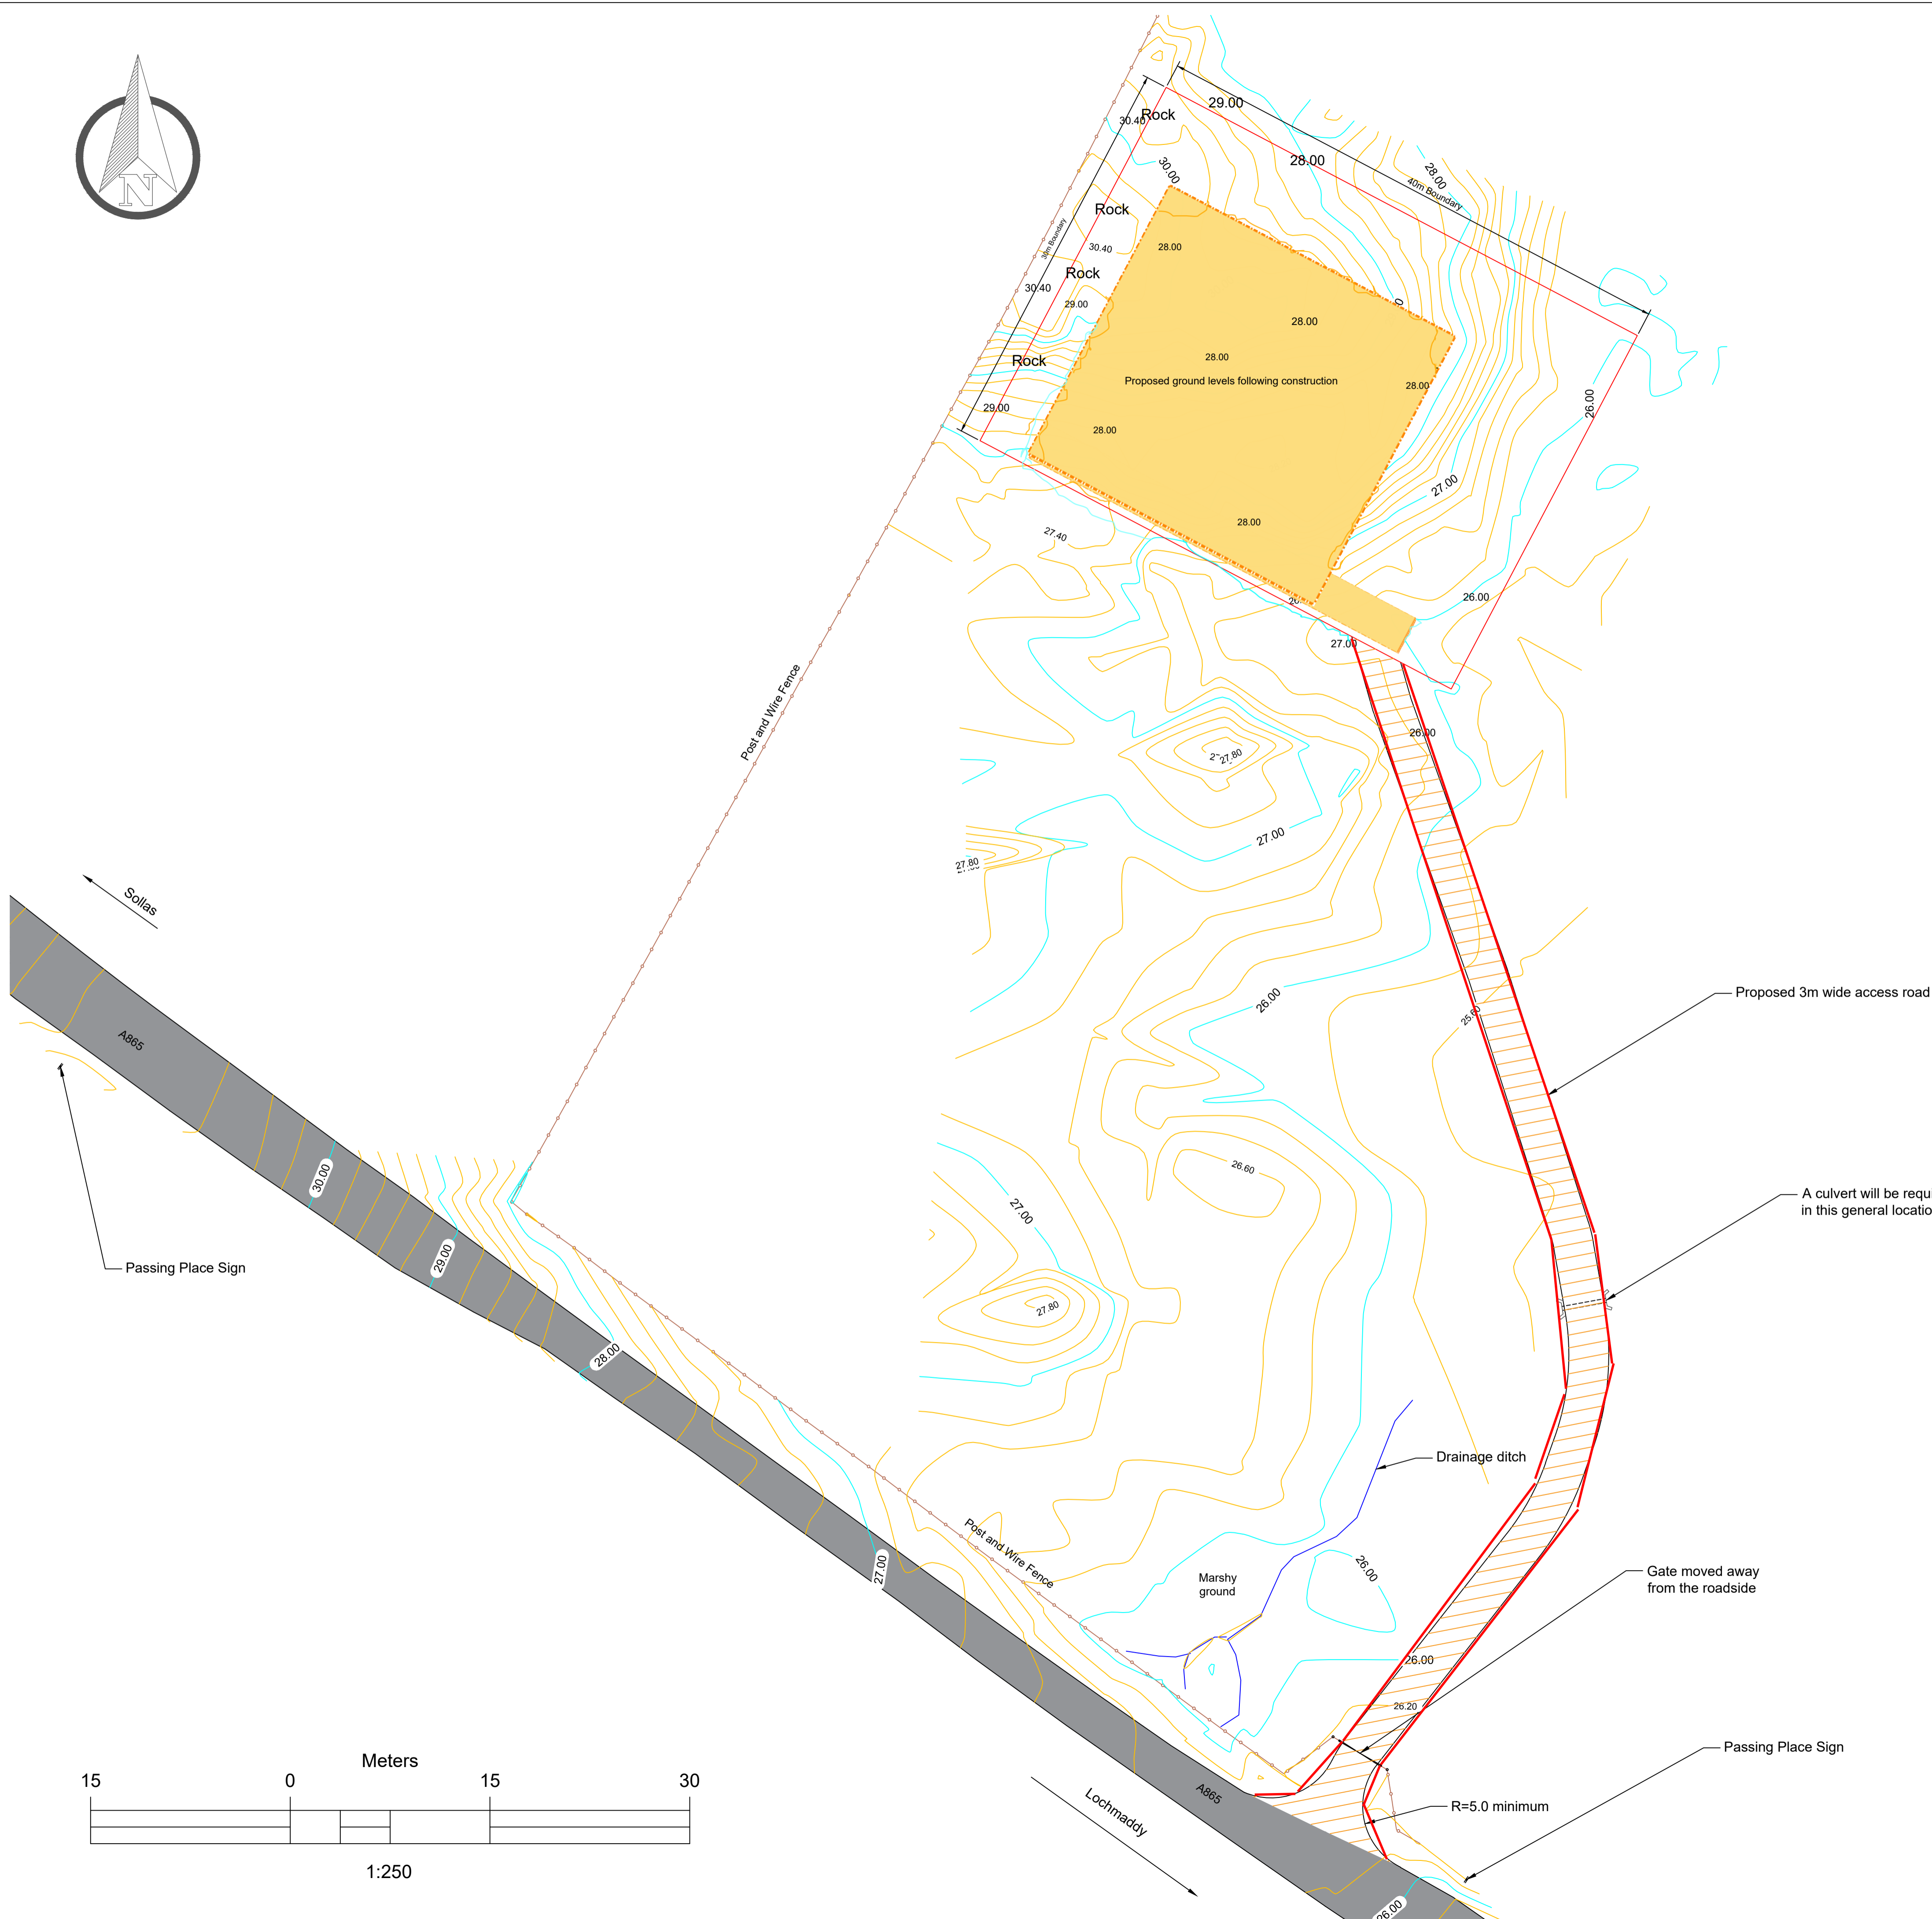 N
29.00
Rock
30.40
28.00
30.00
28.00
40m Boundary
Rock
30m Boundary
30.40
28.00
Rock
30.40
29.00
28.00
Rock
28.00
Proposed ground levels following construction
28.00
26.00
29.00
28.00
27.00
28.00
27.40
26.00
27.00
Post and Wire Fence
26.00
27.80
27.00
27.80
Sollas
26.00
25.60
Proposed 3m wide access road
A865
26.60
30.00
27.00
A culvert will be requ
in this general locatio
29.00
Passing Place Sign
27.80
28.00
Drainage ditch
Post and Wire Fence
27.00
26.00
Marshy
ground
Gate moved away
from the roadside
26.00
26.20
Passing Place Sign
Meters
15 0 15 30
A865
Lochmaddy
R=5.0 minimum
1:250
26.00